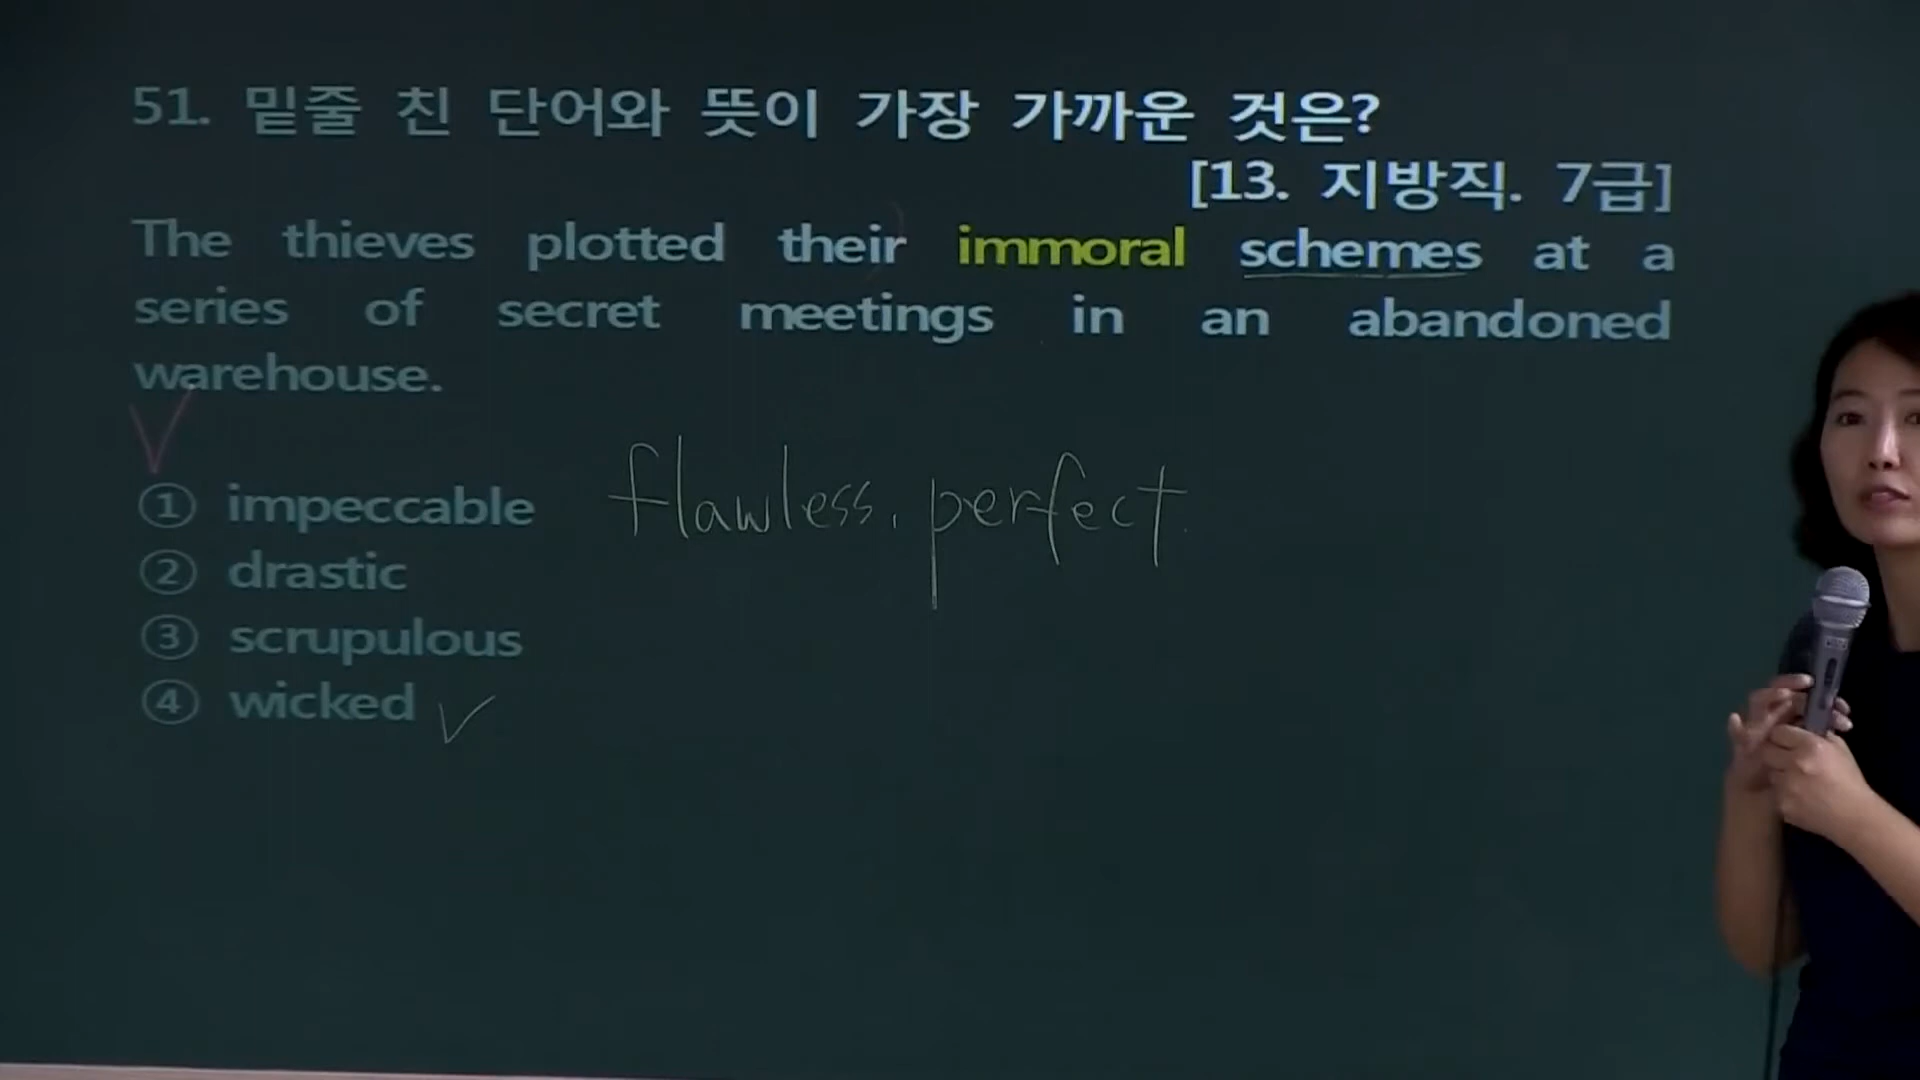 51. 밑줄 친 단어와 뜻이 가장 가까운 것은?
[13. 지방직. 7급]
The thieves plotted their immoral schemes at a
series of secret meetings in an abandoned
warehouse.
① impeccable flawless, perfect.
② drastic
③ scrupulous
④ wicked